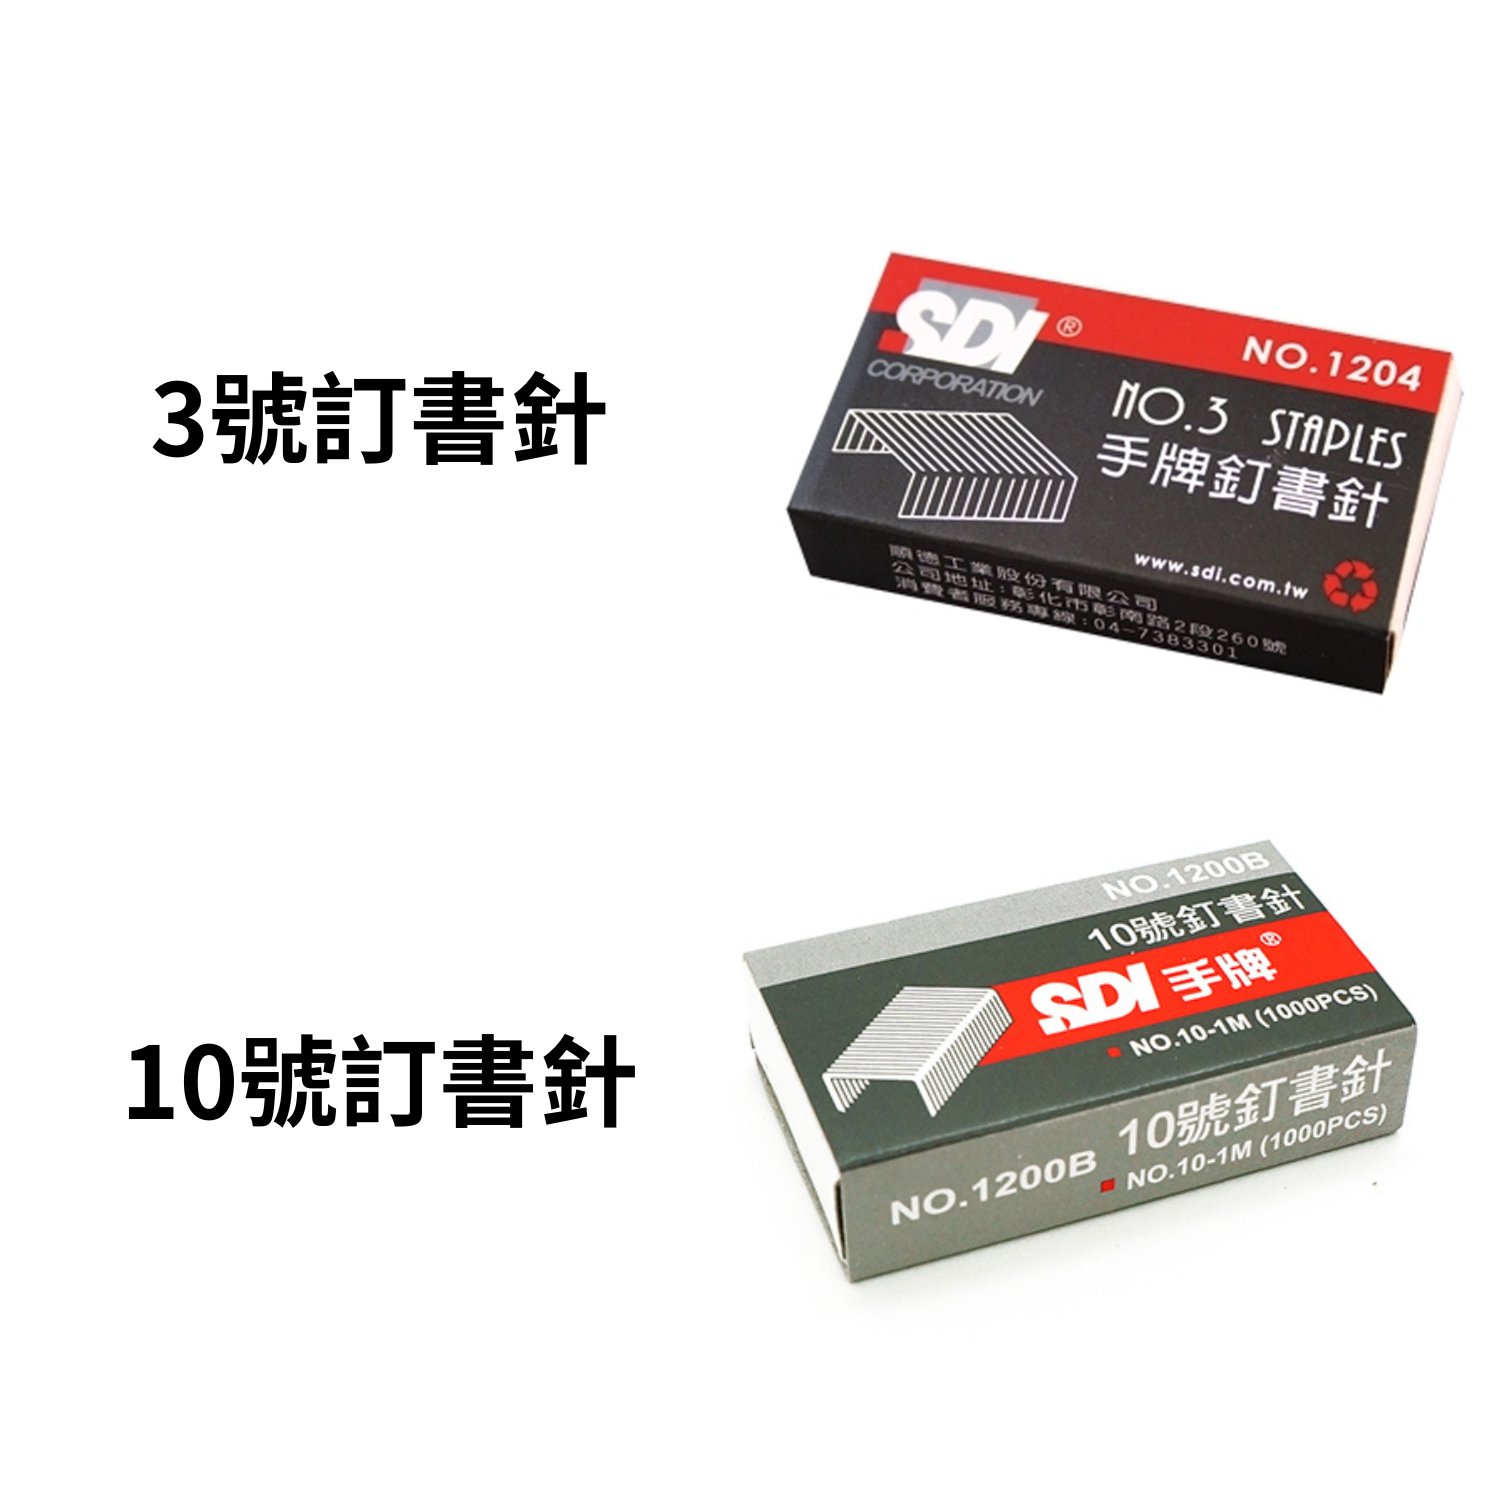 3號訂書針
SDI®
CORPORATION
NO.1204
NO.3 STAPLES
手牌釘書針
www.sdi.com.tw
順德工業股份有限公司
公司地址:彰化市彰南路2段260號
消費者服務專線:04-7383301
10號訂書針
NO.1200B
10號釘書針
SDI手牌®
NO.10-1M (1000PCS)
NO.1200B
10號釘書針
NO.10-1M (1000PCS)